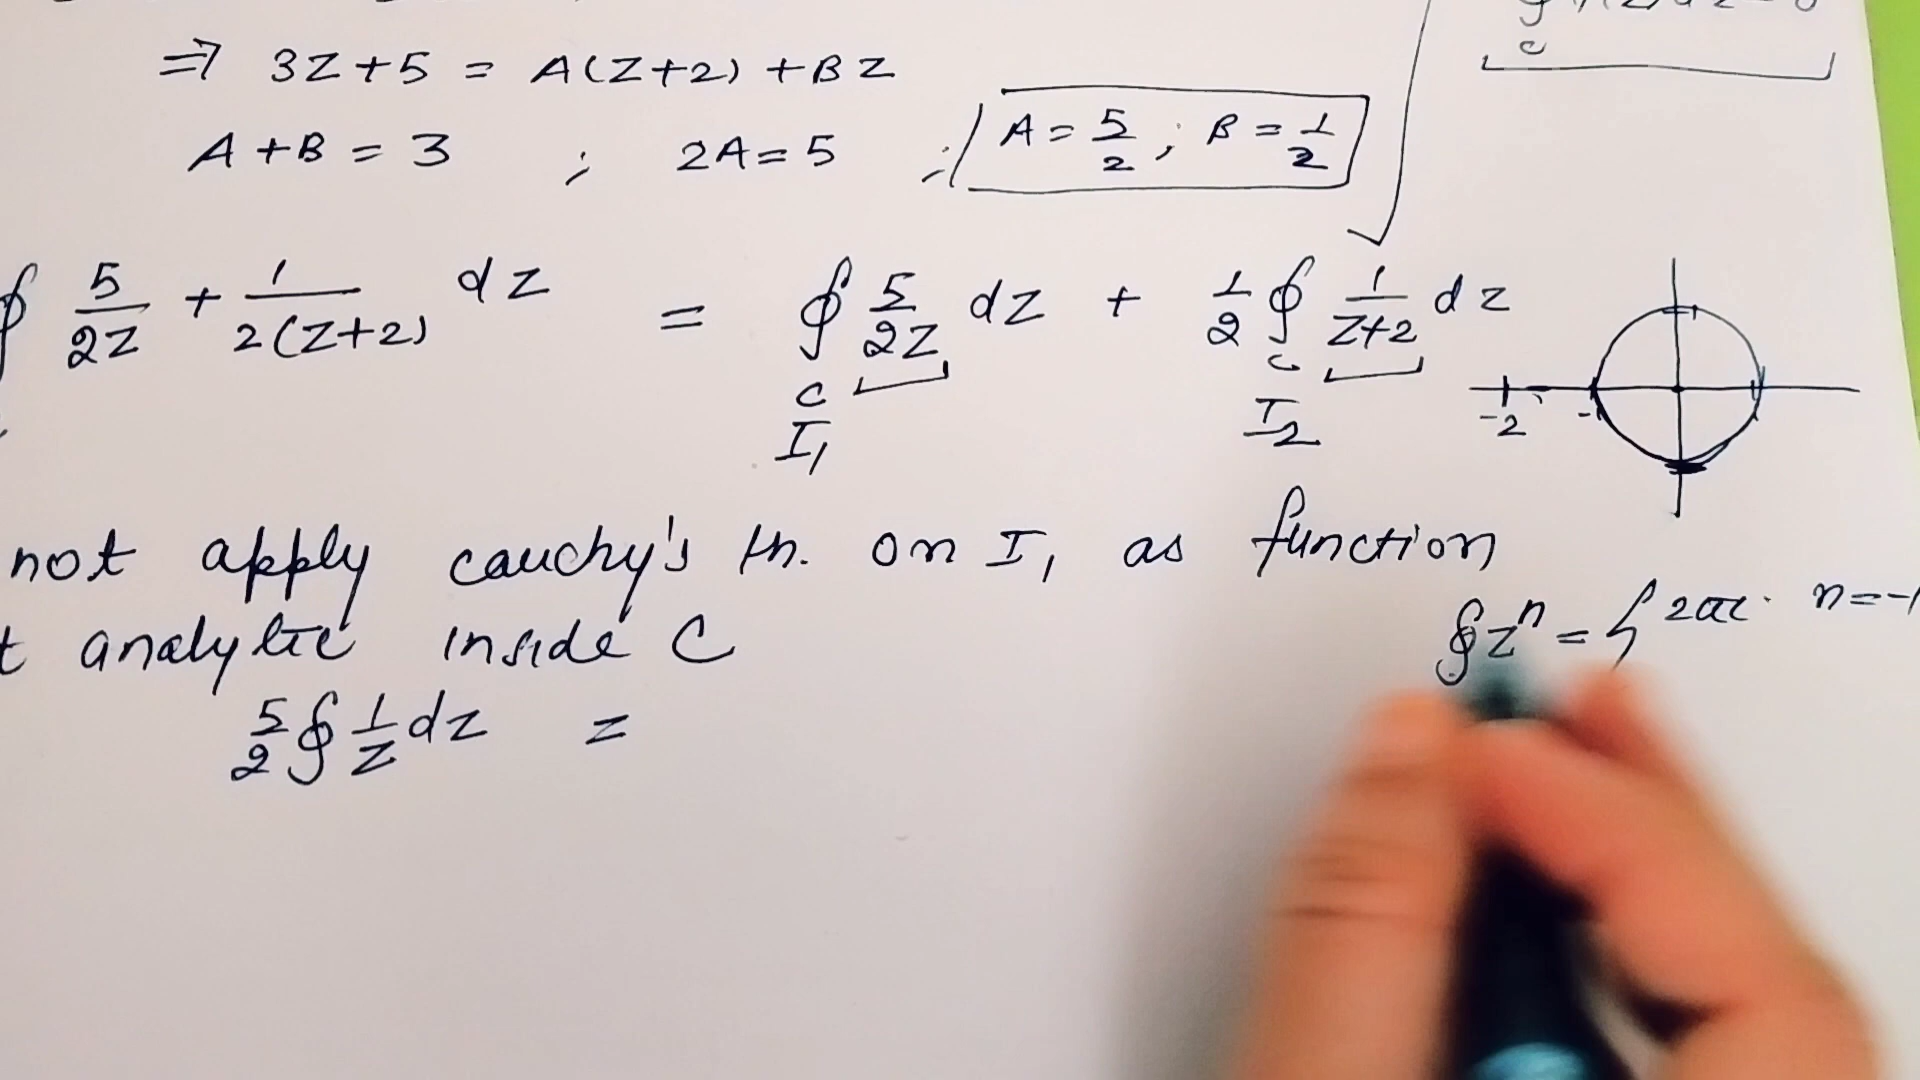 ⇒ 3Z+5 = A(Z+2) + BZ
A+B = 3 ; 2A=5 ; A = 5/2 ; B = 1/2
∮ 5/2Z + 1/2(Z+2) dZ = ∮ 5/2Z dZ + 1/2 ∮ 1/Z+2 dZ
C C
I₁ I₂
-2
not apply cauchy's th. on I₁ as function
analytic inside C
∮Zⁿ = { 2πi n=-1
5/2 ∮ 1/Z dZ =